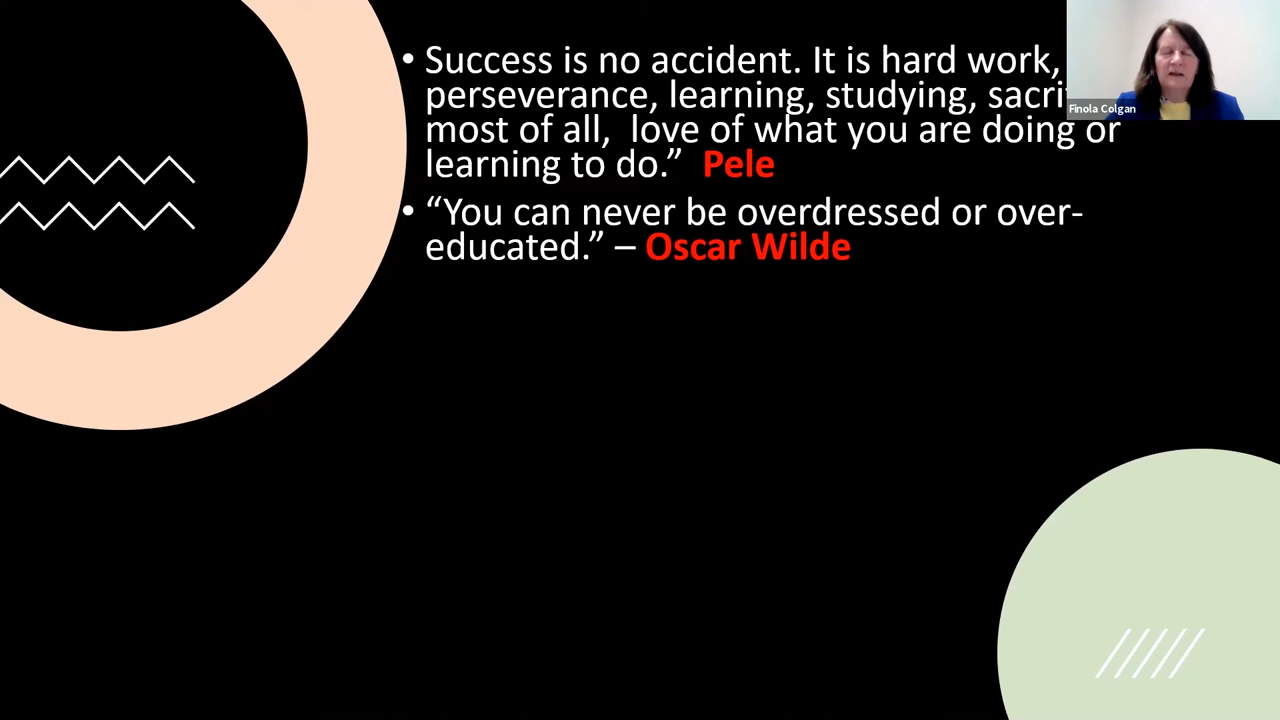 • Success is no accident. It is hard work,
perseverance, learning, studying,
most of all,  love of what you are doing or
learning to do.”  Pele
• “You can never be overdressed or over-
educated.” – Oscar Wilde
Finola Colgan